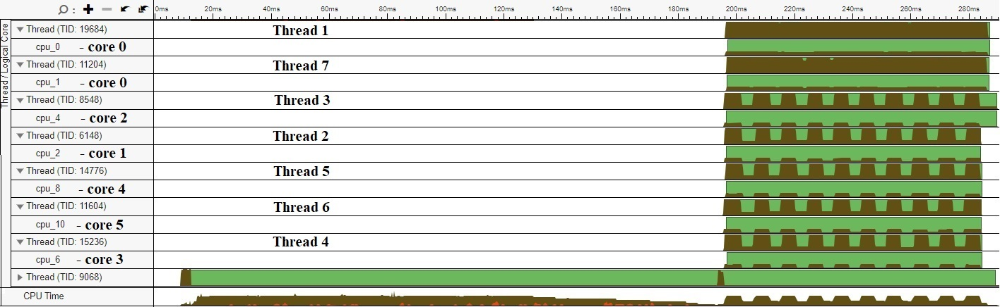 0ms 20ms 40ms 60ms 80ms 100ms 120ms 140ms 160ms 180ms 200ms 220ms 240ms 260ms 280ms
Thread / Logical Core
Thread (TID: 19684) Thread 1
cpu_0 - core 0
Thread (TID: 11204) Thread 7
cpu_1 - core 0
Thread (TID: 8548) Thread 3
cpu_4 - core 2
Thread (TID: 6148) Thread 2
cpu_2 - core 1
Thread (TID: 14776) Thread 5
cpu_8 - core 4
Thread (TID: 11604) Thread 6
cpu_10 - core 5
Thread (TID: 15236) Thread 4
cpu_6 - core 3
Thread (TID: 9068)
CPU Time